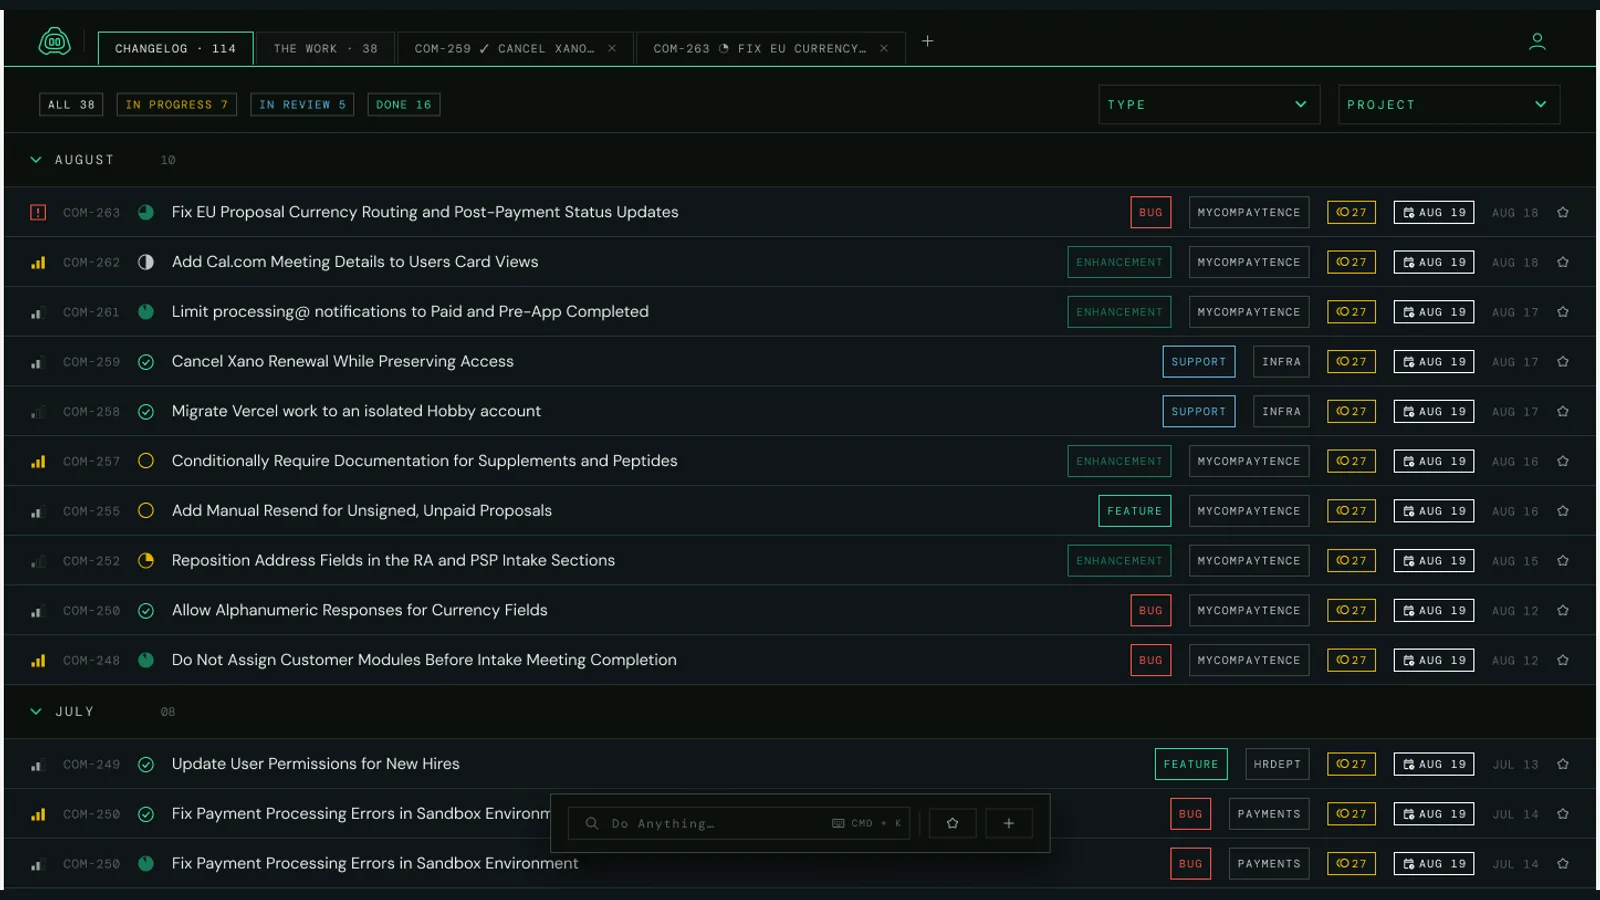 CHANGELOG · 114
THE WORK · 38
COM-259 ✓ CANCEL XANO…
COM-263 FIX EU CURRENCY…
ALL 38
IN PROGRESS 7
IN REVIEW 5
DONE 16
TYPE
PROJECT
AUGUST 10
COM-263 Fix EU Proposal Currency Routing and Post-Payment Status Updates BUG MYCOMPAYTENCE 27 AUG 19 AUG 18
COM-262 Add Cal.com Meeting Details to Users Card Views ENHANCEMENT MYCOMPAYTENCE 27 AUG 19 AUG 18
COM-261 Limit processing@ notifications to Paid and Pre-App Completed ENHANCEMENT MYCOMPAYTENCE 27 AUG 19 AUG 17
COM-259 Cancel Xano Renewal While Preserving Access SUPPORT INFRA 27 AUG 19 AUG 17
COM-258 Migrate Vercel work to an isolated Hobby account SUPPORT INFRA 27 AUG 19 AUG 17
COM-257 Conditionally Require Documentation for Supplements and Peptides ENHANCEMENT MYCOMPAYTENCE 27 AUG 19 AUG 16
COM-255 Add Manual Resend for Unsigned, Unpaid Proposals FEATURE MYCOMPAYTENCE 27 AUG 19 AUG 16
COM-252 Reposition Address Fields in the RA and PSP Intake Sections ENHANCEMENT MYCOMPAYTENCE 27 AUG 19 AUG 15
COM-250 Allow Alphanumeric Responses for Currency Fields BUG MYCOMPAYTENCE 27 AUG 19 AUG 12
COM-248 Do Not Assign Customer Modules Before Intake Meeting Completion BUG MYCOMPAYTENCE 27 AUG 19 AUG 12
JULY 08
COM-249 Update User Permissions for New Hires FEATURE HRDEPT 27 AUG 19 JUL 13
COM-250 Fix Payment Processing Errors in Sandbox Environm BUG PAYMENTS 27 AUG 19 JUL 14
Do Anything… CMD + K
COM-250 Fix Payment Processing Errors in Sandbox Environment BUG PAYMENTS 27 AUG 19 JUL 14